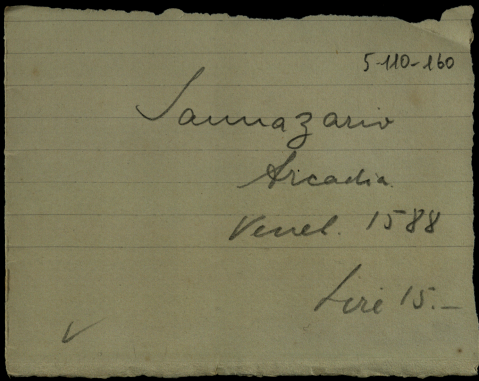 5-110-160
Sannazario
Arcadia
Venet. 1588
Lire 15.—